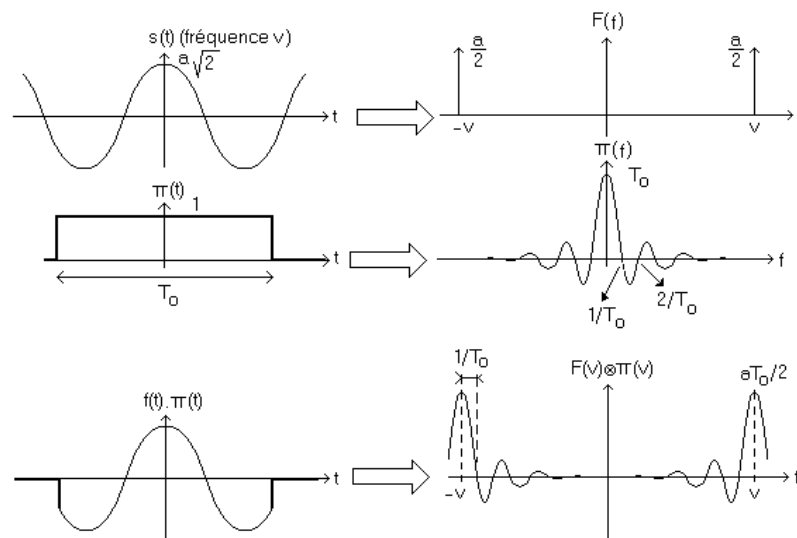 s(t) (fréquence ν)
a√2
t
F(f)
a/2
a/2
-ν
ν
π(t)
1
t
T₀
π(f)
T₀
f
1/T₀
2/T₀
f(t).π(t)
t
1/T₀
F(ν)⊗π(ν)
aT₀/2
-ν
ν
f